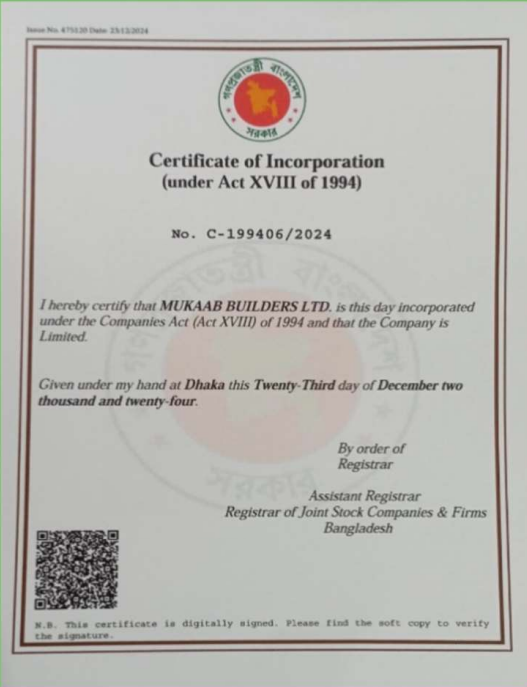 Issue No. 475120 Date: 23/12/2024
গণপ্রজাতন্ত্রী বাংলাদেশ
সরকার
Certificate of Incorporation
(under Act XVIII of 1994)
No. C-199406/2024
I hereby certify that MUKAAB BUILDERS LTD. is this day incorporated
under the Companies Act (Act XVIII) of 1994 and that the Company is
Limited.
Given under my hand at Dhaka this Twenty-Third day of December two
thousand and twenty-four.
By order of
Registrar
Assistant Registrar
Registrar of Joint Stock Companies & Firms
Bangladesh
N.B. This certificate is digitally signed. Please find the soft copy to verify
the signature.